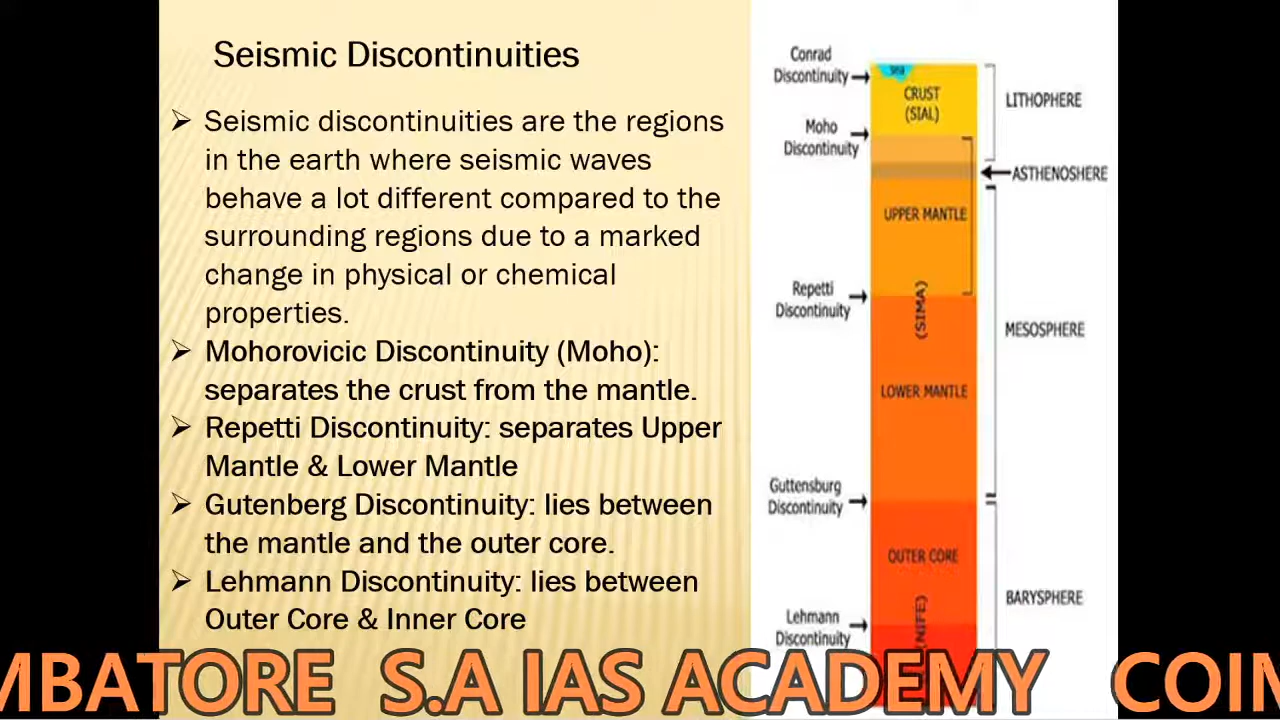 Seismic Discontinuities
➢ Seismic discontinuities are the regions
in the earth where seismic waves
behave a lot different compared to the
surrounding regions due to a marked
change in physical or chemical
properties.
➢ Mohorovicic Discontinuity (Moho):
separates the crust from the mantle.
➢ Repetti Discontinuity: separates Upper
Mantle & Lower Mantle
➢ Gutenberg Discontinuity: lies between
the mantle and the outer core.
➢ Lehmann Discontinuity: lies between
Outer Core & Inner Core
Conrad
Discontinuity
Moho
Discontinuity
Repetti
Discontinuity
Guttensburg
Discontinuity
Lehmann
Discontinuity
sea
CRUST
(SIAL)
UPPER MANTLE
(SIMA)
LOWER MANTLE
OUTER CORE
(NIFE)
LITHOPHERE
ASTHENOSHERE
MESOSPHERE
BARYSPHERE
MBATORE S.A IAS ACADEMY COIM